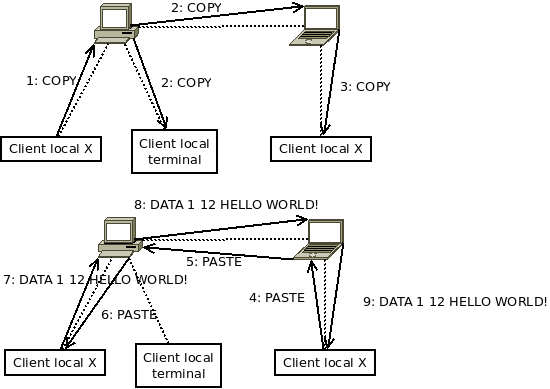 2: COPY
1: COPY
2: COPY
3: COPY
Client local X
Client local
terminal
Client local X
8: DATA 1 12 HELLO WORLD!
5: PASTE
7: DATA 1 12 HELLO WORLD!
4: PASTE
9: DATA 1 12 HELLO WORLD!
6: PASTE
Client local X
Client local
terminal
Client local X